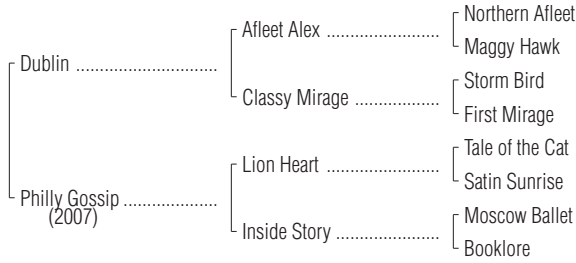 Northern Afleet
Afleet Alex ......................
Maggy Hawk
Dublin ............................
Storm Bird
Classy Mirage .................
First Mirage
Tale of the Cat
Lion Heart ......................
Satin Sunrise
Philly Gossip ..................
(2007)
Moscow Ballet
Inside Story ....................
Booklore